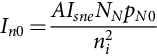 I_{n0} = \frac{A I_{sne} N_N p_{N0}}{n_i^2}